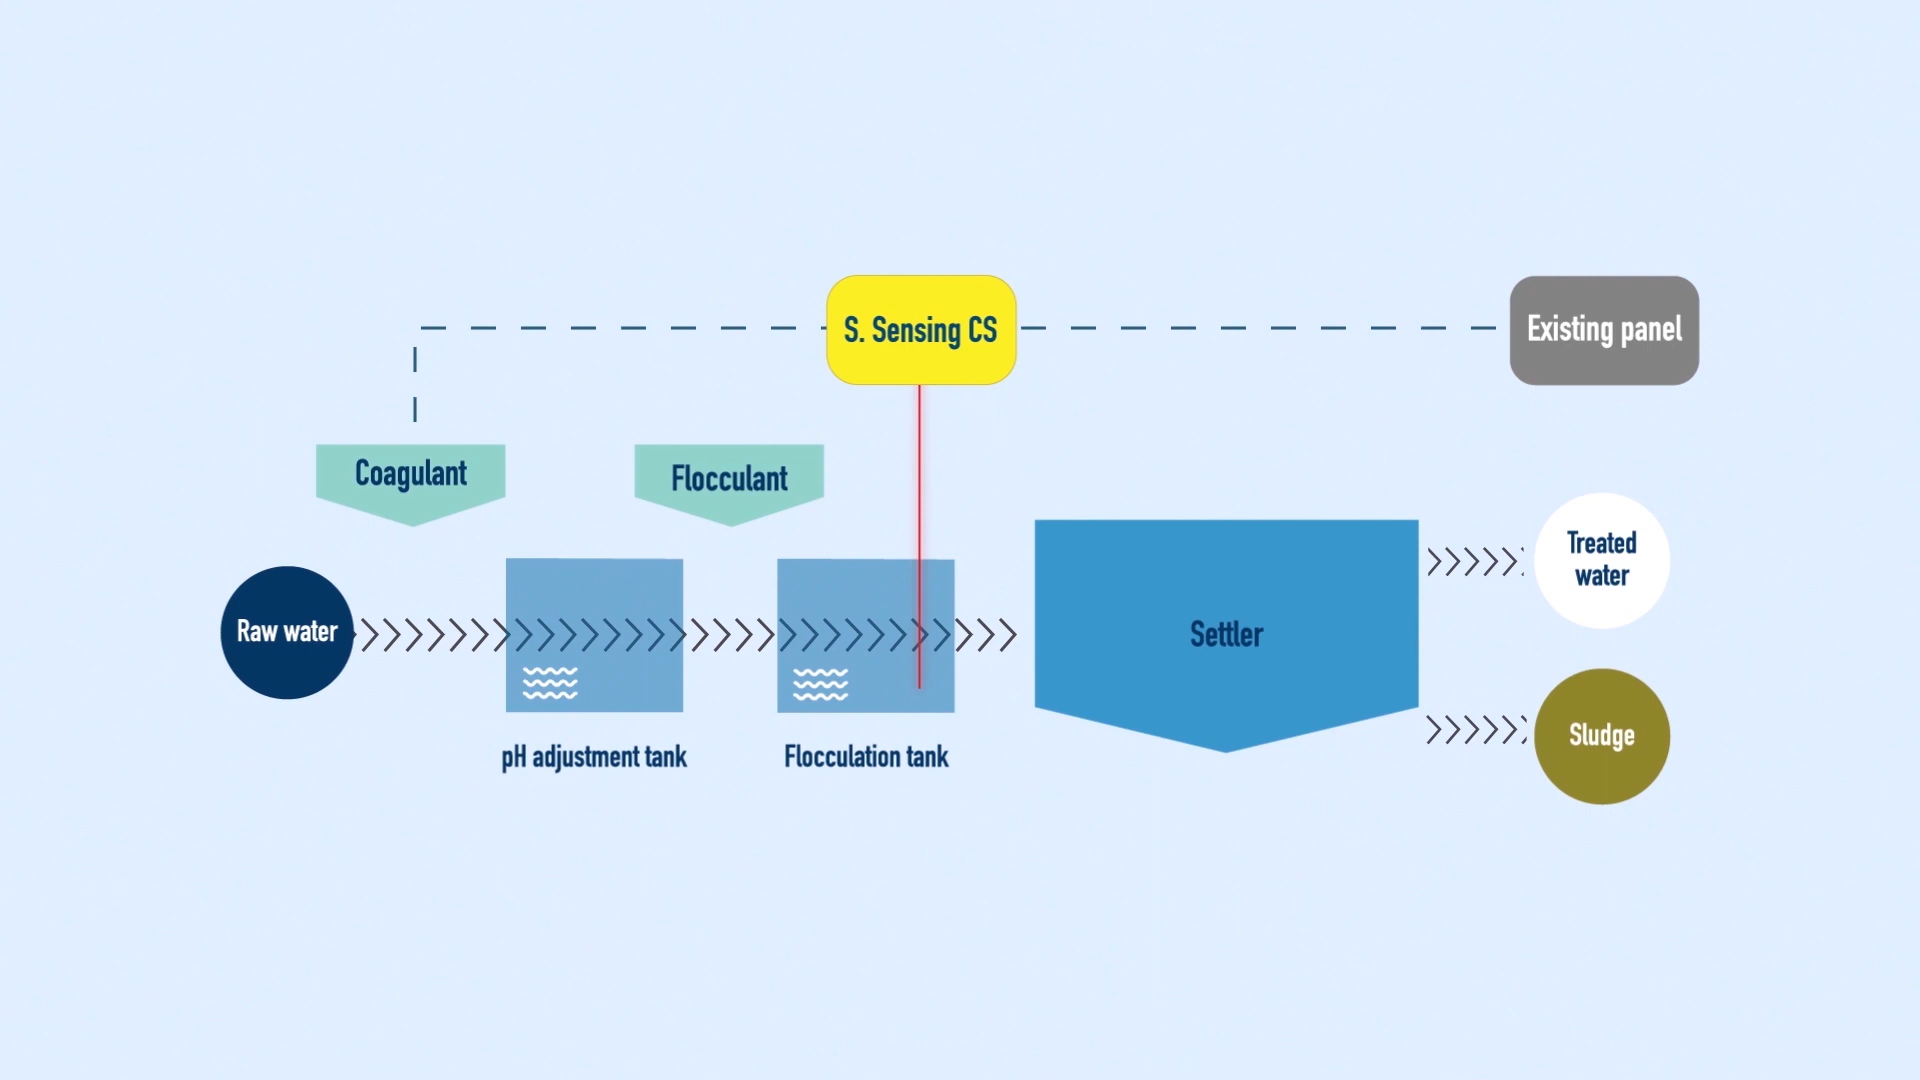 S. Sensing CS
Existing panel
Coagulant
Flocculant
Raw water
Settler
Treated
water
Sludge
pH adjustment tank
Flocculation tank